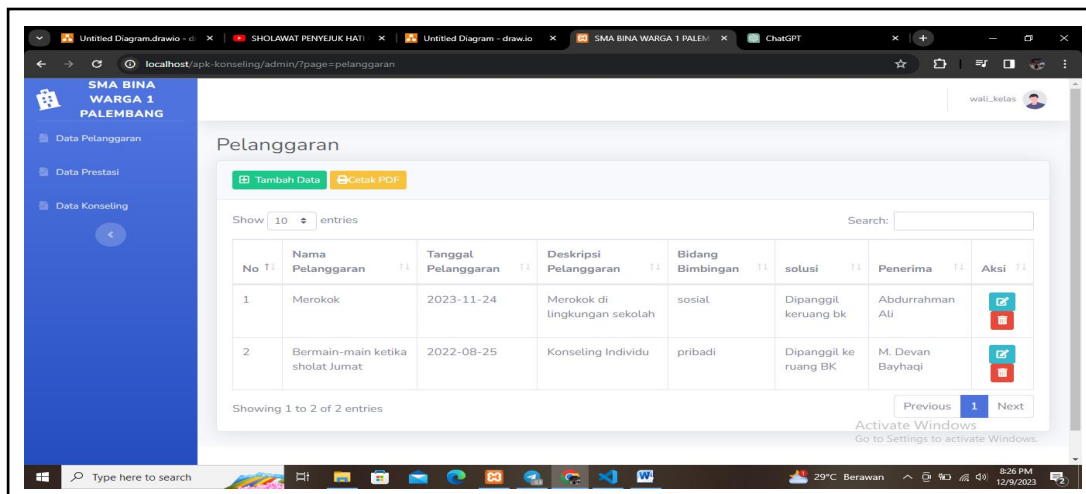 Untitled Diagram.drawio - d
SHOLAWAT PENYEJUK HATI
Untitled Diagram - draw.io
SMA BINA WARGA 1 PALEM
ChatGPT
localhost/apk-konseling/admin/?page=pelanggaran
SMA BINA
WARGA 1
PALEMBANG
wali_kelas
Data Pelanggaran
Data Prestasi
Data Konseling
Pelanggaran
Tambah Data
Cetak PDF
Show 10 entries
Search:
No
Nama Pelanggaran
Tanggal Pelanggaran
Deskripsi Pelanggaran
Bidang Bimbingan
solusi
Penerima
Aksi
1
Merokok
2023-11-24
Merokok di
lingkungan sekolah
sosial
Dipanggil
keruang bk
Abdurrahman
Ali
2
Bermain-main ketika
sholat Jumat
2022-08-25
Konseling Individu
pribadi
Dipanggil ke
ruang BK
M. Devan
Bayhaqi
Showing 1 to 2 of 2 entries
Previous 1 Next
Activate Windows
Go to Settings to activate Windows.
Type here to search
29°C Berawan
8:26 PM
12/9/2023
2